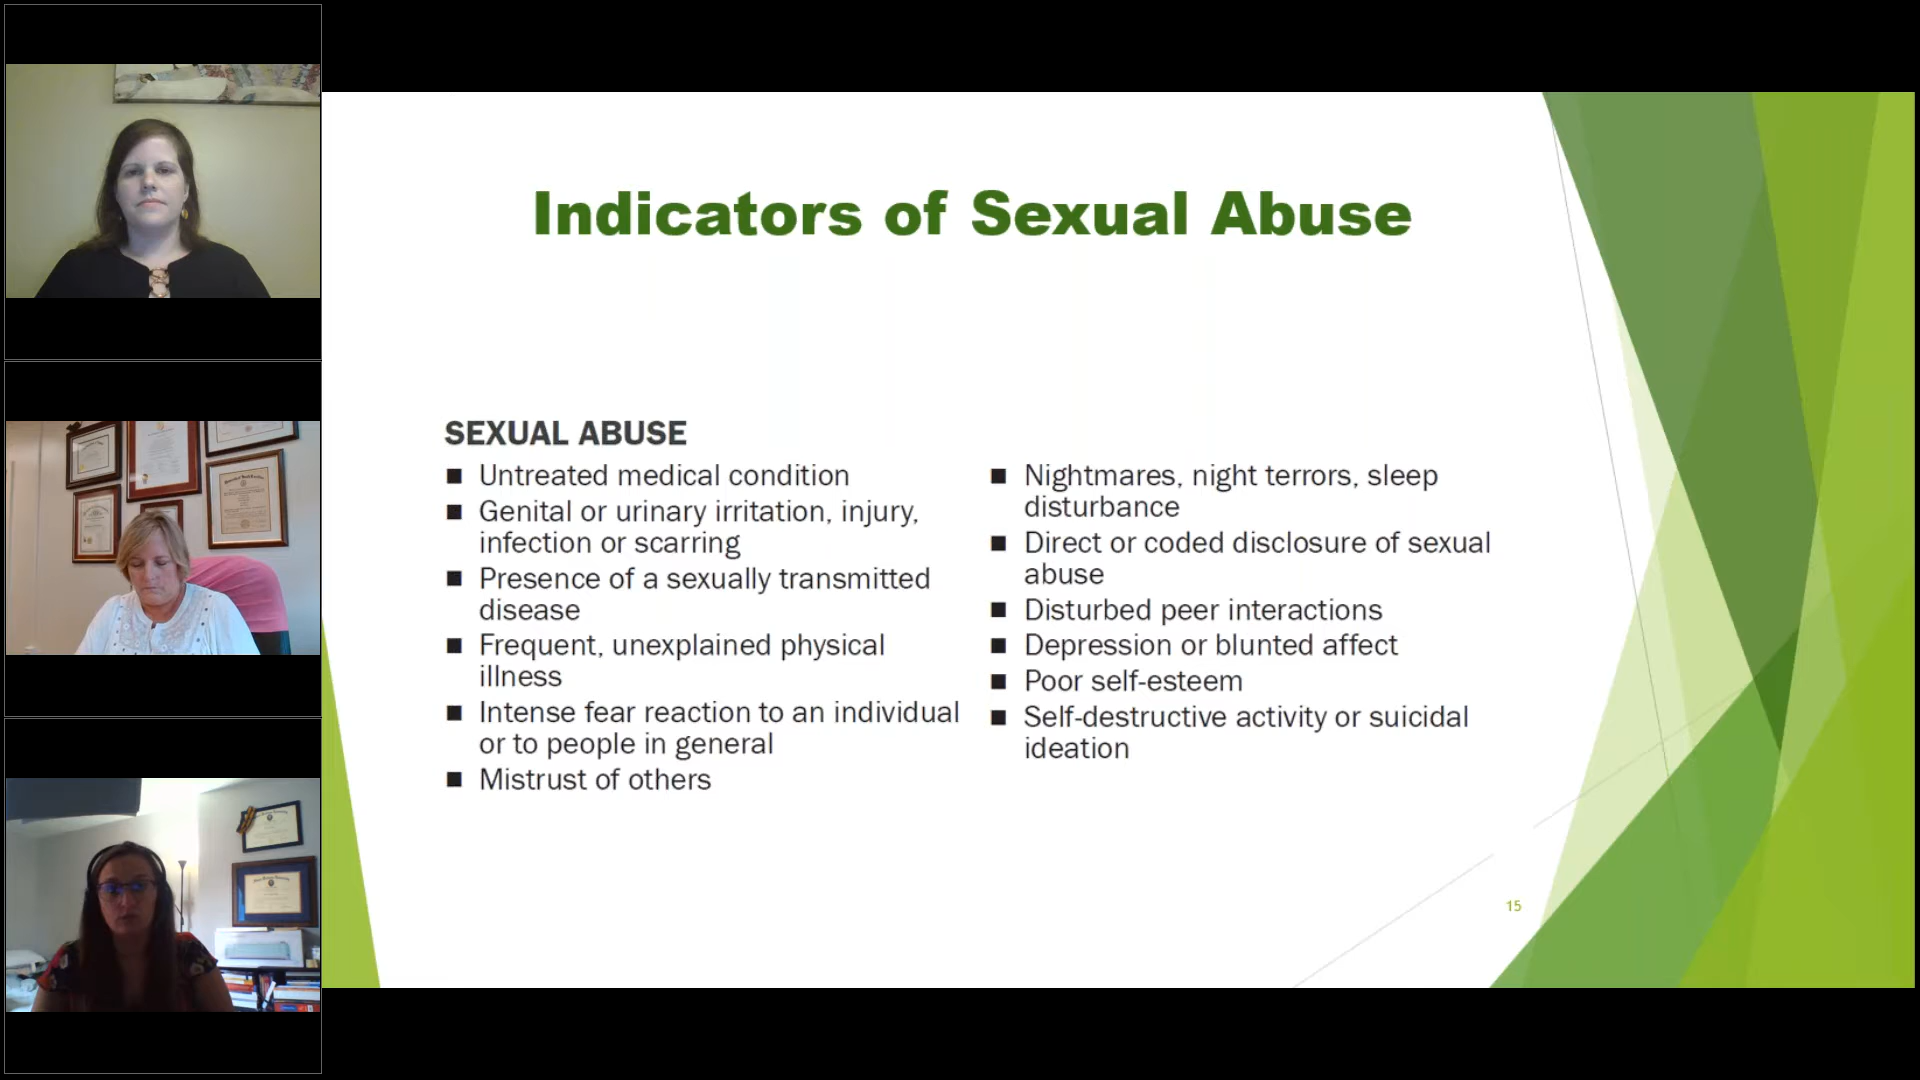 Indicators of Sexual Abuse
SEXUAL ABUSE
■ Untreated medical condition
■ Genital or urinary irritation, injury,
infection or scarring
■ Presence of a sexually transmitted
disease
■ Frequent, unexplained physical
illness
■ Intense fear reaction to an individual
or to people in general
■ Mistrust of others
■ Nightmares, night terrors, sleep
disturbance
■ Direct or coded disclosure of sexual
abuse
■ Disturbed peer interactions
■ Depression or blunted affect
■ Poor self-esteem
■ Self-destructive activity or suicidal
ideation
15